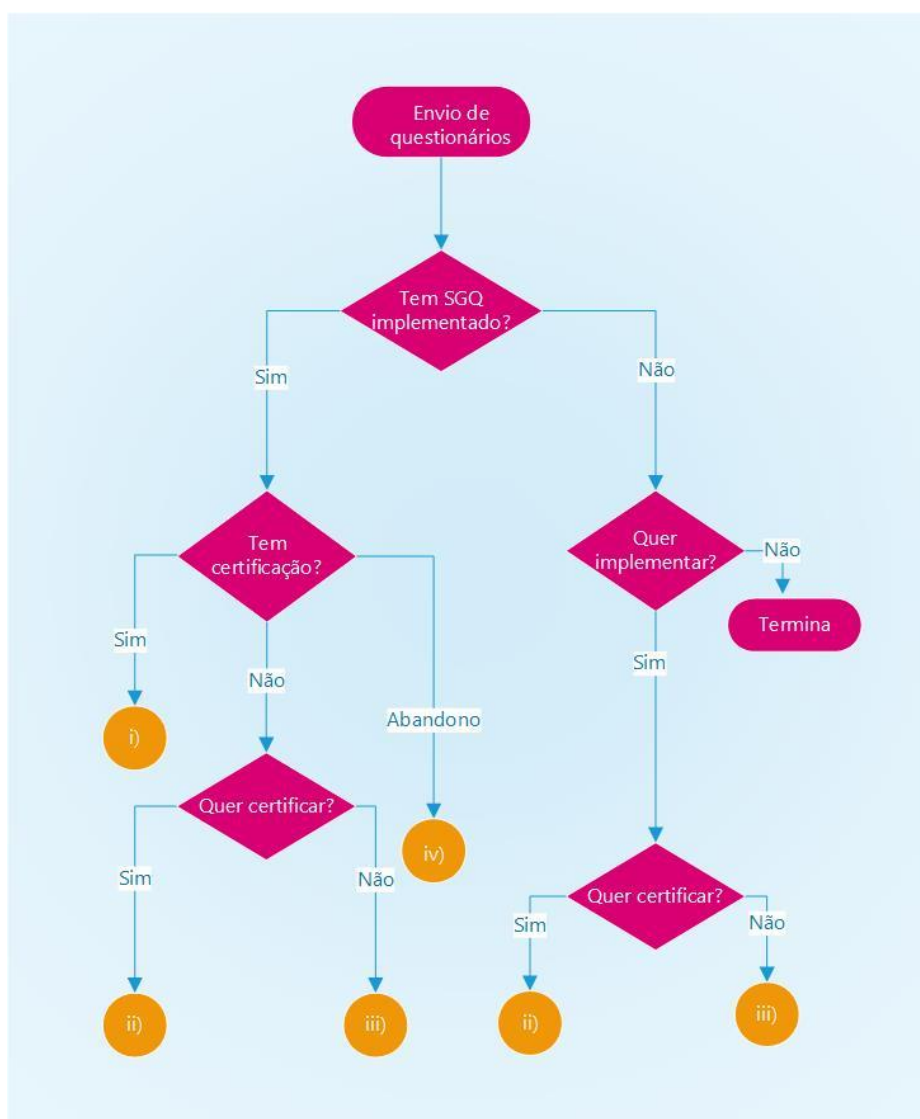 Envio de
questionários
Tem SGQ
implementado?
Sim
Não
Tem
certificação?
Quer
implementar?
Não
Termina
Sim
Não
Abandono
Sim
i)
Quer certificar?
iv)
Sim
Não
Quer certificar?
Sim
Não
ii)
iii)
ii)
iii)